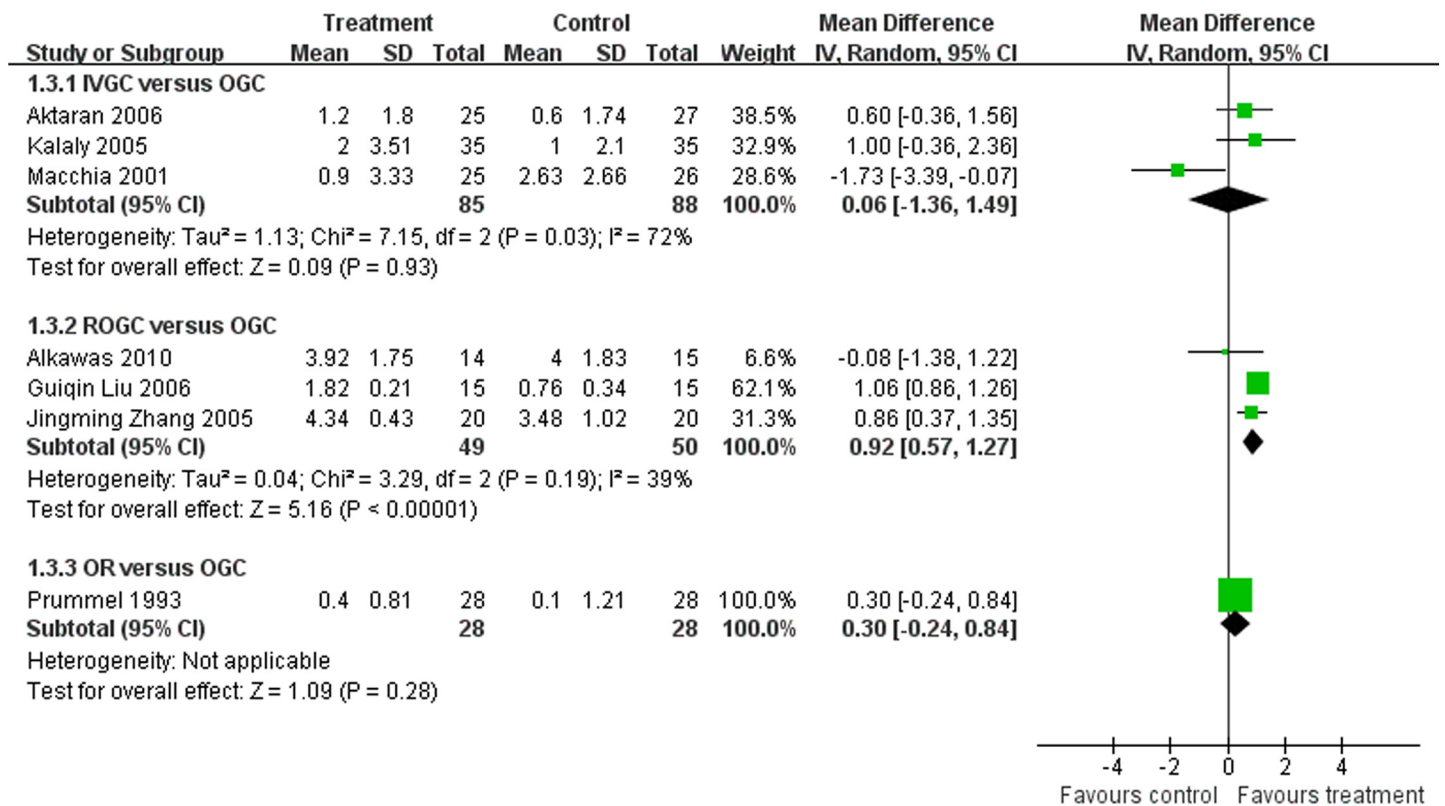 Treatment Control Mean Difference Mean Difference
Study or Subgroup Mean SD Total Mean SD Total Weight IV, Random, 95% CI IV, Random, 95% CI
1.3.1 IVGC versus OGC
Aktaran 2006 1.2 1.8 25 0.6 1.74 27 38.5% 0.60 [-0.36, 1.56]
Kalaly 2005 2 3.51 35 1 2.1 35 32.9% 1.00 [-0.36, 2.36]
Macchia 2001 0.9 3.33 25 2.63 2.66 26 28.6% -1.73 [-3.39, -0.07]
Subtotal (95% CI) 85 88 100.0% 0.06 [-1.36, 1.49]
Heterogeneity: Tau² = 1.13; Chi² = 7.15, df = 2 (P = 0.03); I² = 72%
Test for overall effect: Z = 0.09 (P = 0.93)
1.3.2 ROGC versus OGC
Alkawas 2010 3.92 1.75 14 4 1.83 15 6.6% -0.08 [-1.38, 1.22]
Guiqin Liu 2006 1.82 0.21 15 0.76 0.34 15 62.1% 1.06 [0.86, 1.26]
Jingming Zhang 2005 4.34 0.43 20 3.48 1.02 20 31.3% 0.86 [0.37, 1.35]
Subtotal (95% CI) 49 50 100.0% 0.92 [0.57, 1.27]
Heterogeneity: Tau² = 0.04; Chi² = 3.29, df = 2 (P = 0.19); I² = 39%
Test for overall effect: Z = 5.16 (P < 0.00001)
1.3.3 OR versus OGC
Prummel 1993 0.4 0.81 28 0.1 1.21 28 100.0% 0.30 [-0.24, 0.84]
Subtotal (95% CI) 28 28 100.0% 0.30 [-0.24, 0.84]
Heterogeneity: Not applicable
Test for overall effect: Z = 1.09 (P = 0.28)
-4 -2 0 2 4
Favours control Favours treatment